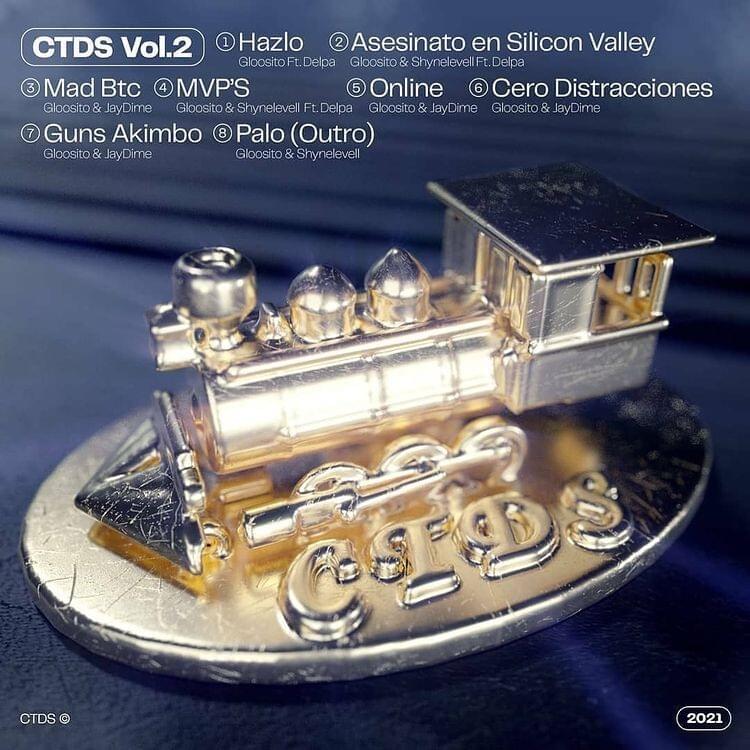 CTDS Vol.2 ① Hazlo ② Asesinato en Silicon Valley
Gloosito Ft. Delpa Gloosito & Shynelevell Ft. Delpa
③ Mad Btc ④ MVP'S ⑤ Online ⑥ Cero Distracciones
Gloosito & JayDime Gloosito & Shynelevell Ft. Delpa Gloosito & JayDime Gloosito & JayDime
⑦ Guns Akimbo ⑧ Palo (Outro)
Gloosito & JayDime Gloosito & Shynelevell
CTDS
CTDS © 2021